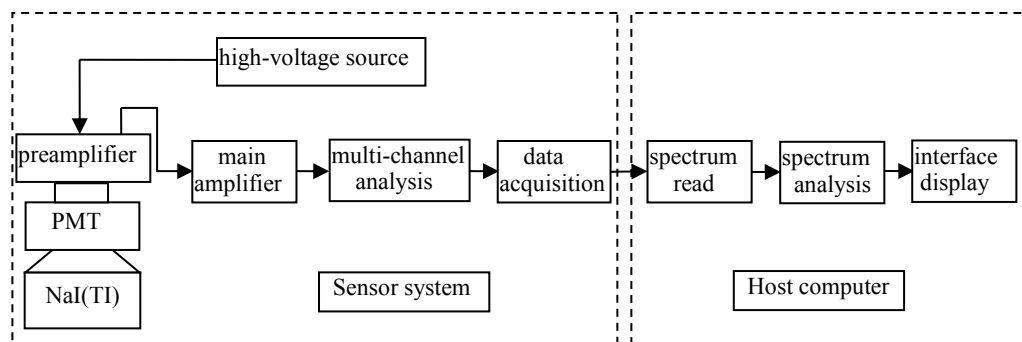 high-voltage source
preamplifier
main
amplifier
multi-channel
analysis
data
acquisition
spectrum
read
spectrum
analysis
interface
display
PMT
NaI(TI)
Sensor system
Host computer